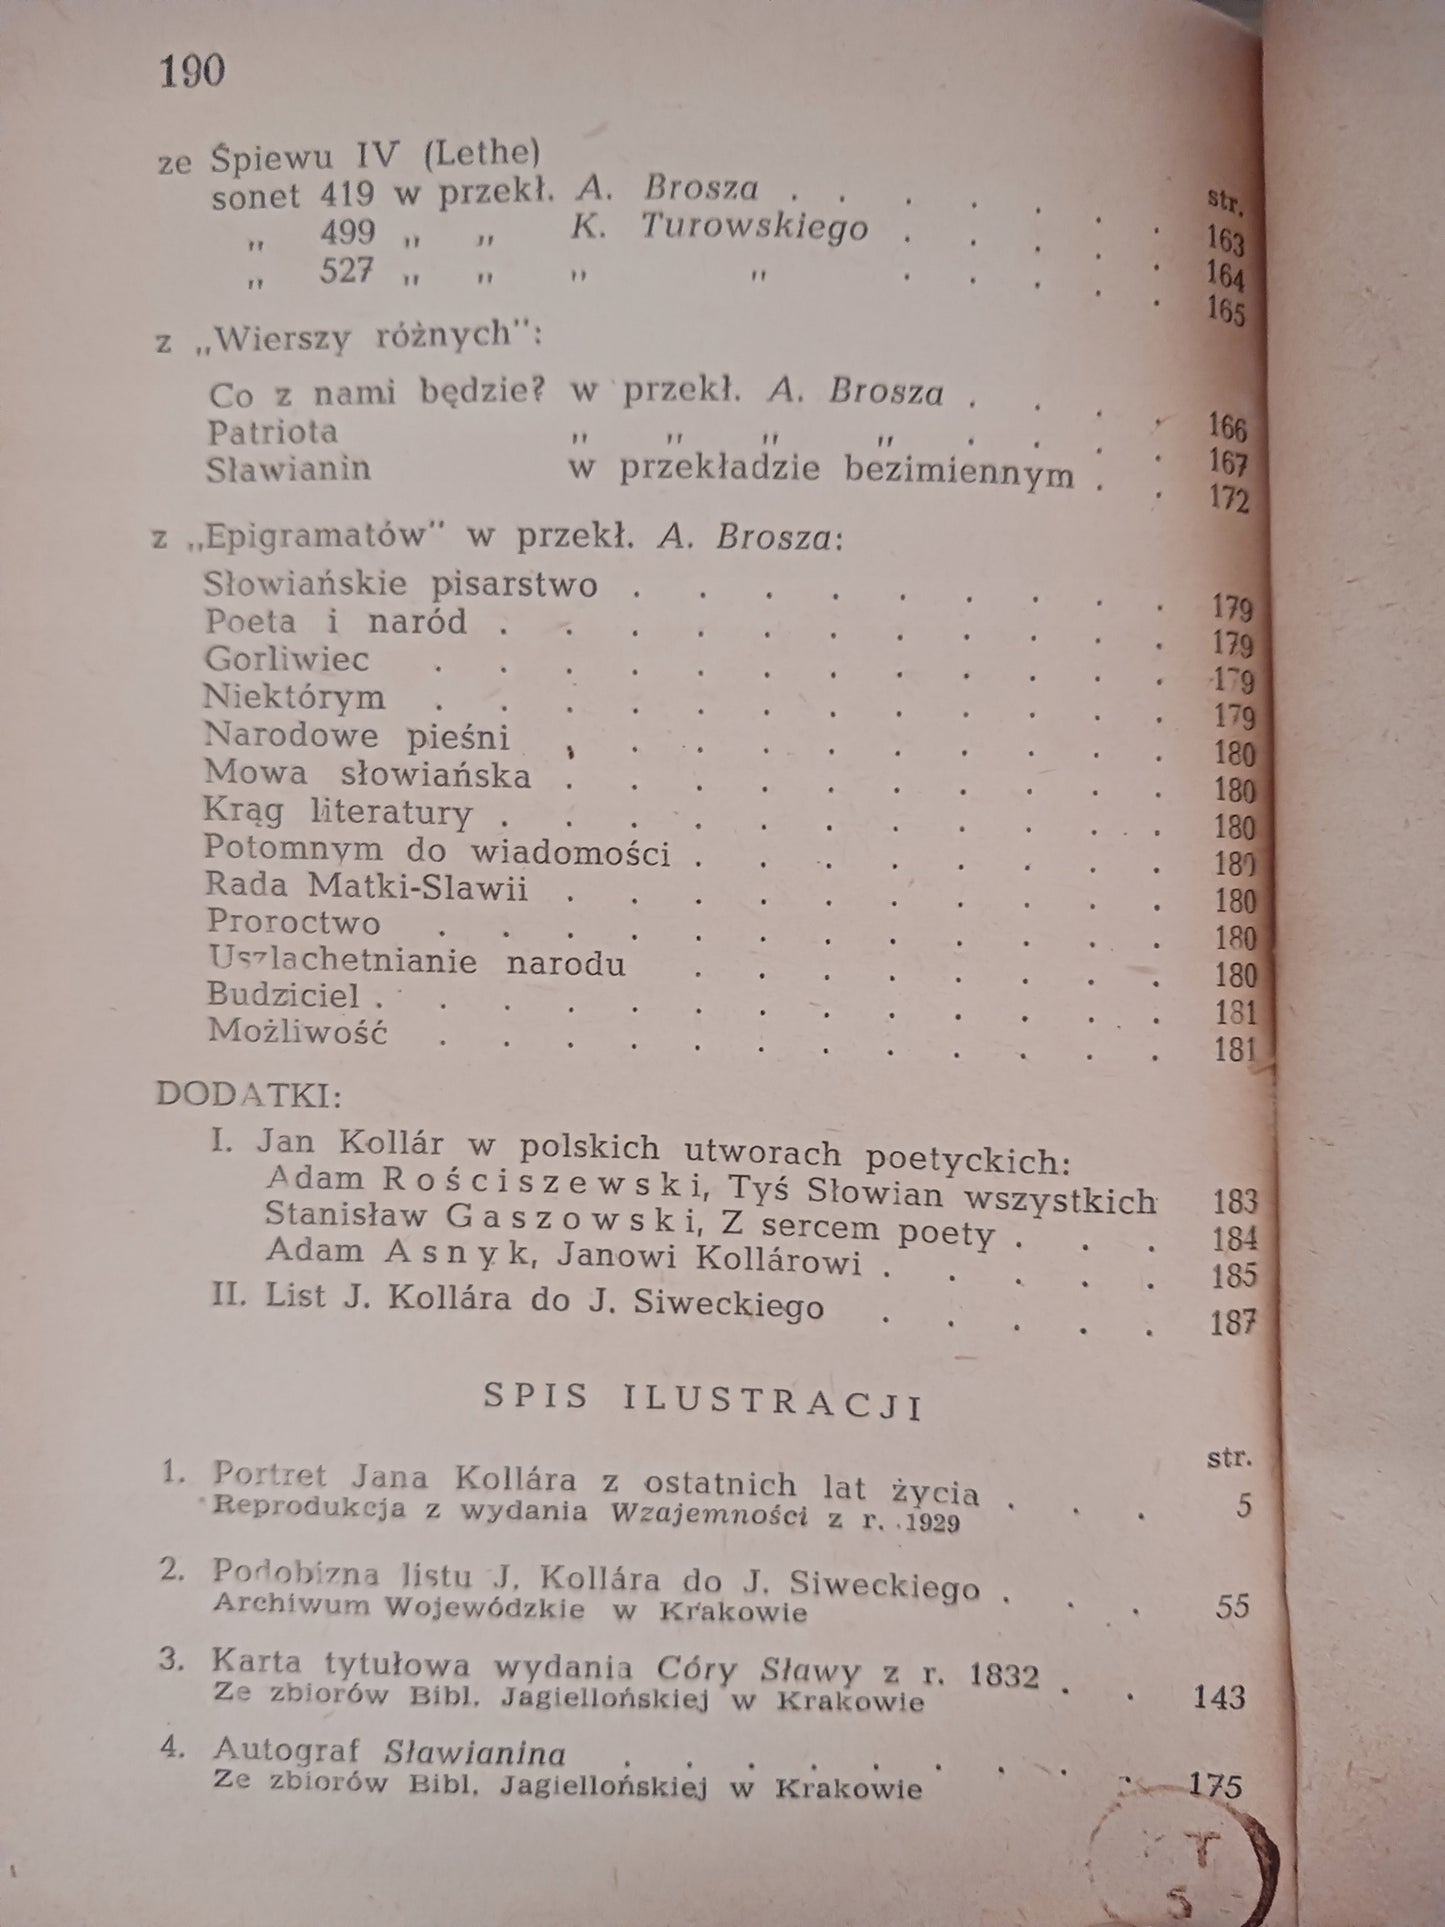 190
ze Śpiewu IV (Lethe)
str.
sonet 419 w przekł. A. Brosza . . . . . . . 163
„ 499 „ „ K. Turowskiego . . . . . 164
„ 527 „ „ „ „ . . . . . 165
z „Wierszy różnych":
Co z nami będzie? w przekł. A. Brosza . . . . 166
Patriota „ „ „ „ . . . . 167
Sławianin w przekładzie bezimiennym . . 172
z „Epigramatów" w przekł. A. Brosza:
Słowiańskie pisarstwo . . . . . . . . . 179
Poeta i naród . . . . . . . . . . . 179
Gorliwiec . . . . . . . . . . . . 179
Niektórym . . . . . . . . . . . . 179
Narodowe pieśni , . . . . . . . . . 180
Mowa słowiańska . . . . . . . . . . 180
Krąg literatury . . . . . . . . . . . 180
Potomnym do wiadomości . . . . . . . . 180
Rada Matki-Slawii . . . . . . . . . . 180
Proroctwo . . . . . . . . . . . . 180
Uszlachetnianie narodu . . . . . . . . 180
Budziciel . . . . . . . . . . . . . 181
Możliwość . . . . . . . . . . . . 181
DODATKI:
I. Jan Kollár w polskich utworach poetyckich:
Adam Rościszewski, Tyś Słowian wszystkich 183
Stanisław Gaszowski, Z sercem poety . . . 184
Adam Asnyk, Janowi Kollárowi . . . . . 185
II. List J. Kollára do J. Siweckiego . . . . . 187
SPIS ILUSTRACJI
str.
1. Portret Jana Kollára z ostatnich lat życia . . . 5
Reprodukcja z wydania Wzajemności z r. 1929
2. Podobizna listu J. Kollára do J. Siweckiego . . . 55
Archiwum Wojewódzkie w Krakowie
3. Karta tytułowa wydania Córy Sławy z r. 1832 . . 143
Ze zbiorów Bibl. Jagiellońskiej w Krakowie
4. Autograf Sławianina . . . . . . . . . 175
Ze zbiorów Bibl. Jagiellońskiej w Krakowie
T
S